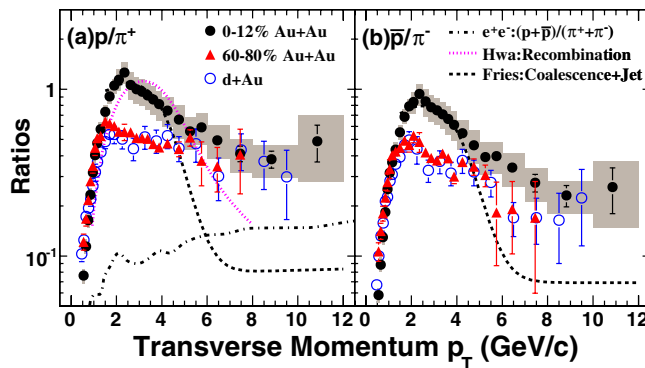 (a)p/π⁺
0-12% Au+Au
60-80% Au+Au
d+Au
(b)p̅/π⁻
e⁺e⁻:(p+p̅)/(π⁺+π⁻)
Hwa:Recombination
Fries:Coalescence+Jet
Ratios
1
10⁻¹
0 2 4 6 8 10 12
0 2 4 6 8 10 12
Transverse Momentum p_T (GeV/c)